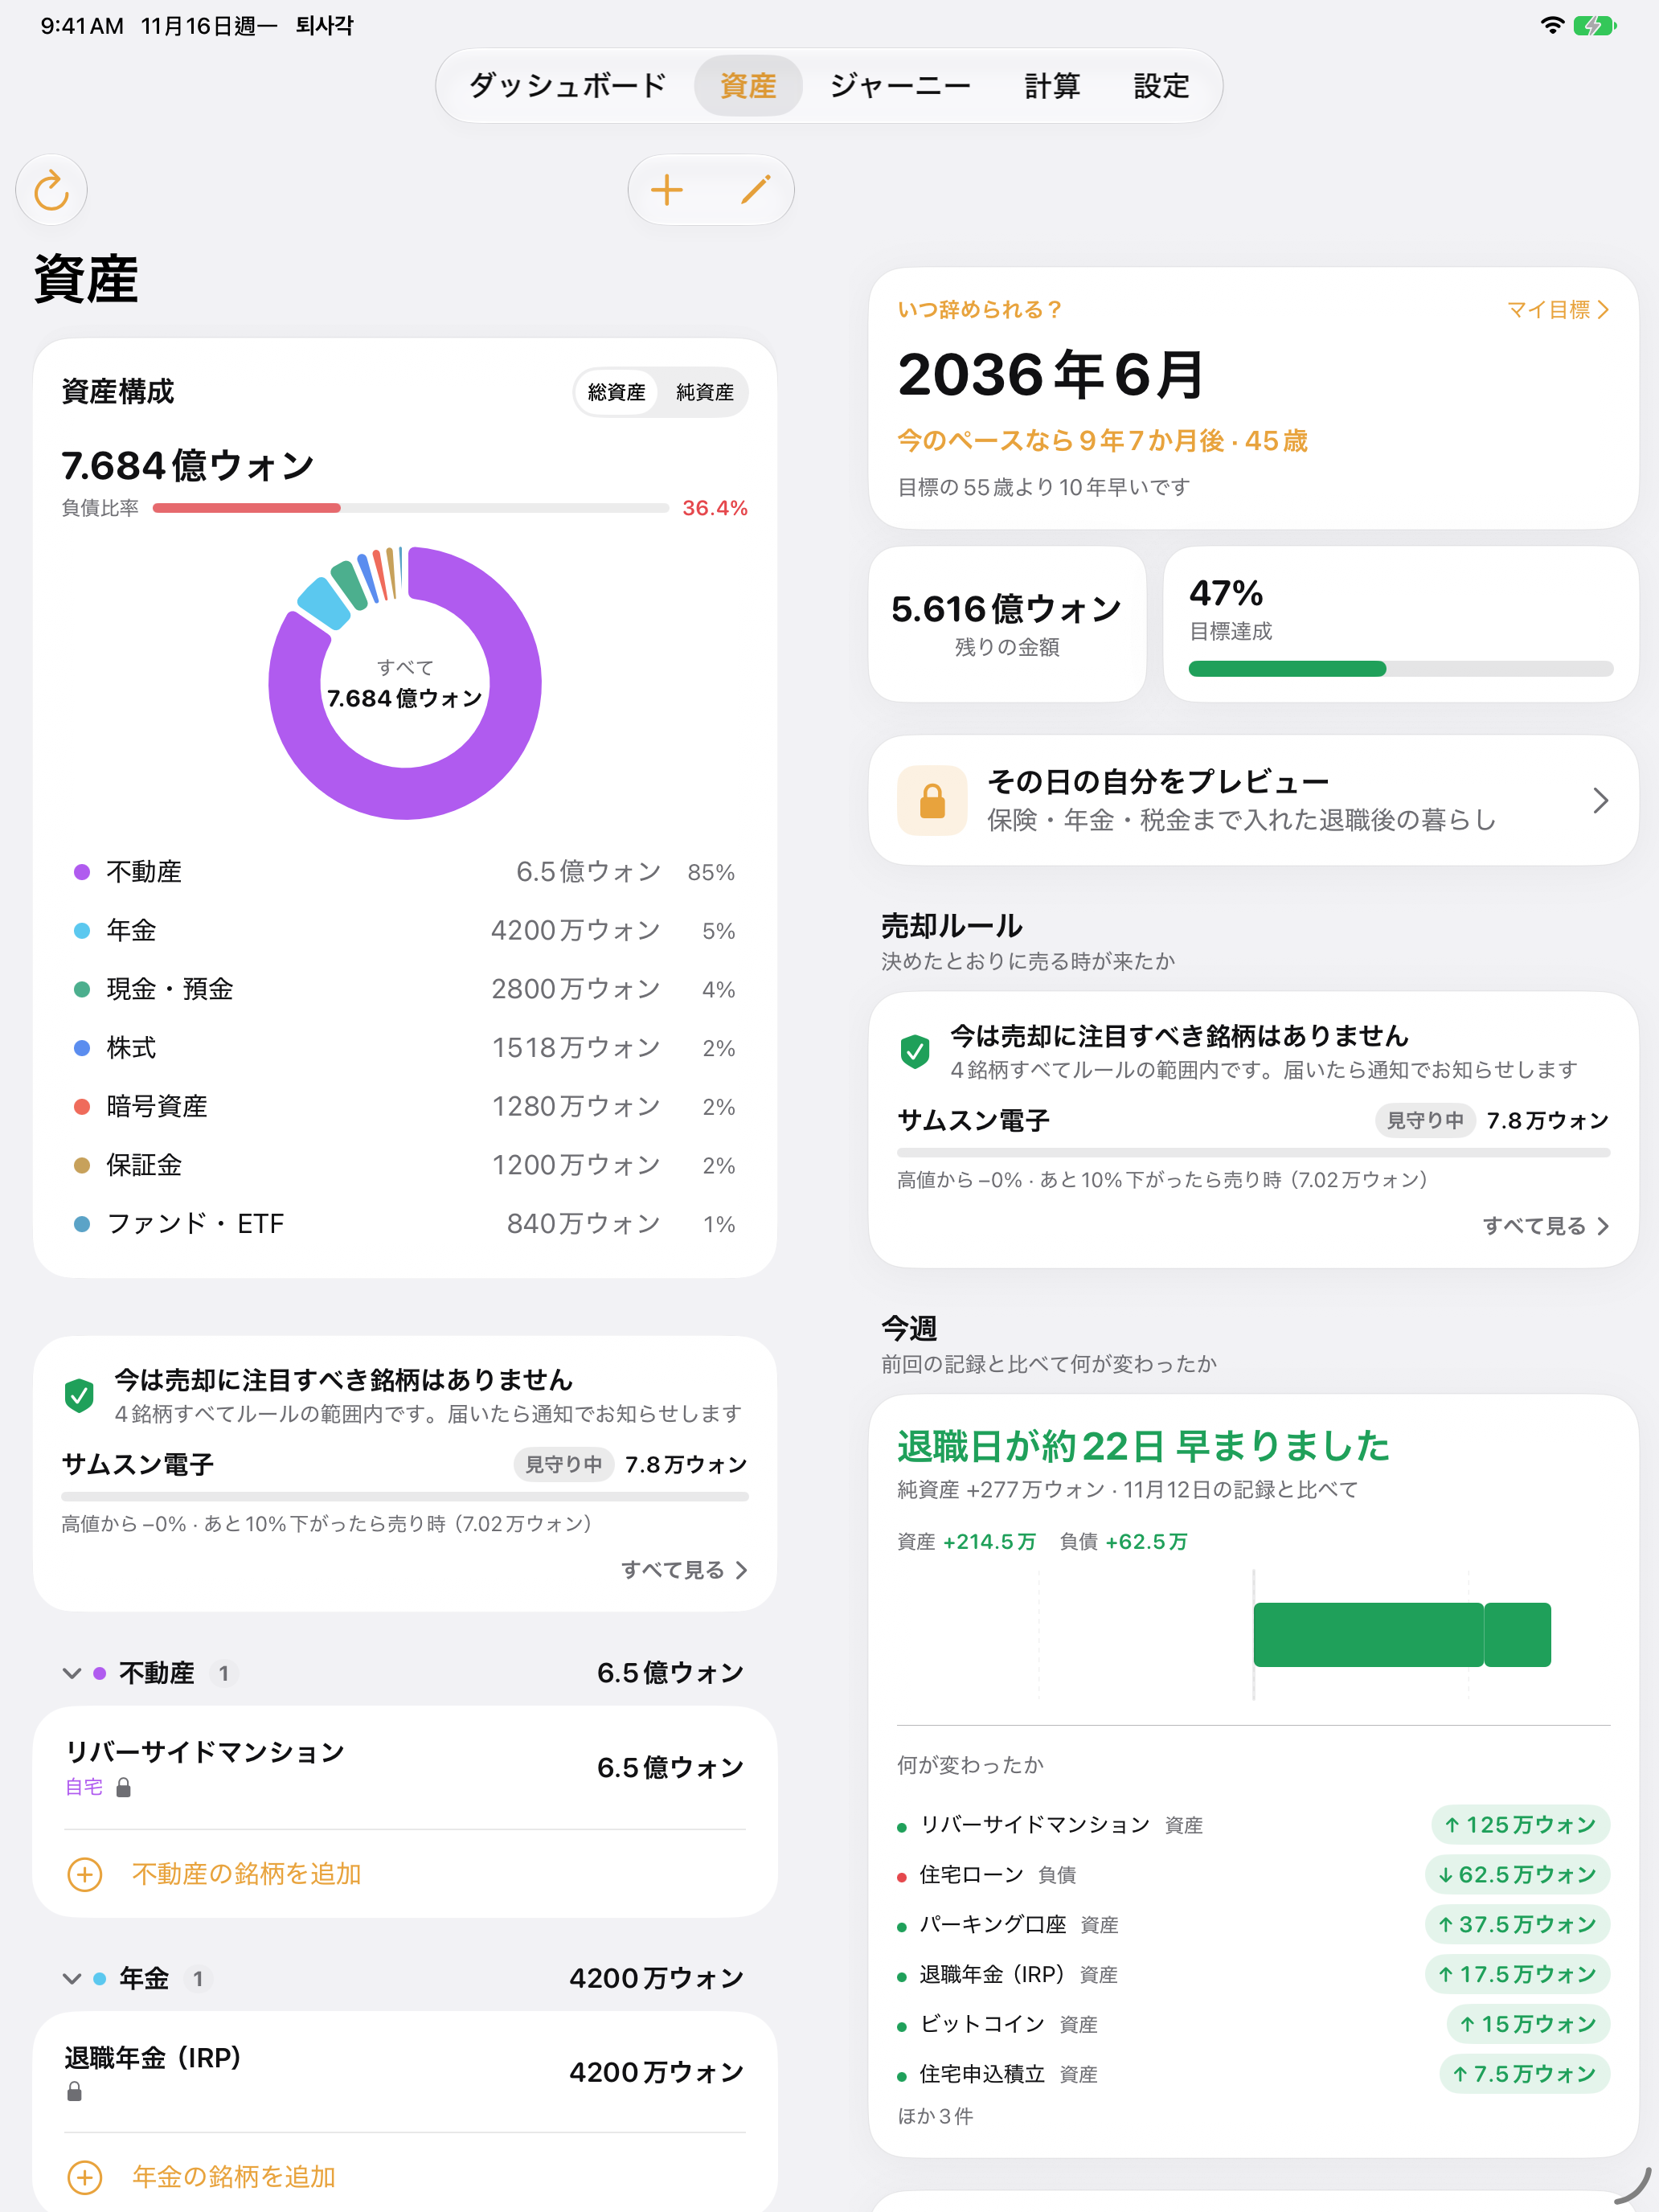 9:41 AM 11月16日週一 퇴사각
ダッシュボード 資産 ジャーニー 計算 設定
資産
資産構成
総資産 純資産
7.684億ウォン
負債比率 36.4%
すべて
7.684億ウォン
不動産 6.5億ウォン 85%
年金 4200万ウォン 5%
現金・預金 2800万ウォン 4%
株式 1518万ウォン 2%
暗号資産 1280万ウォン 2%
保証金 1200万ウォン 2%
ファンド・ETF 840万ウォン 1%
今は売却に注目すべき銘柄はありません
4銘柄すべてルールの範囲内です。届いたら通知でお知らせします
サムスン電子 見守り中 7.8万ウォン
高値から −0% · あと10%下がったら売り時（7.02万ウォン）
すべて見る
不動産 1 6.5億ウォン
リバーサイドマンション
自宅
6.5億ウォン
不動産の銘柄を追加
年金 1 4200万ウォン
退職年金（IRP）
4200万ウォン
年金の銘柄を追加
いつ辞められる？ マイ目標
2036年6月
今のペースなら9年7か月後 · 45歳
目標の55歳より10年早いです
5.616億ウォン
残りの金額
47%
目標達成
その日の自分をプレビュー
保険・年金・税金まで入れた退職後の暮らし
売却ルール
決めたとおりに売る時が来たか
今は売却に注目すべき銘柄はありません
4銘柄すべてルールの範囲内です。届いたら通知でお知らせします
サムスン電子 見守り中 7.8万ウォン
高値から −0% · あと10%下がったら売り時（7.02万ウォン）
すべて見る
今週
前回の記録と比べて何が変わったか
退職日が約22日 早まりました
純資産 +277万ウォン · 11月12日の記録と比べて
資産 +214.5万 負債 +62.5万
何が変わったか
リバーサイドマンション 資産 ↑ 125万ウォン
住宅ローン 負債 ↓ 62.5万ウォン
パーキング口座 資産 ↑ 37.5万ウォン
退職年金（IRP） 資産 ↑ 17.5万ウォン
ビットコイン 資産 ↑ 15万ウォン
住宅申込積立 資産 ↑ 7.5万ウォン
ほか3件